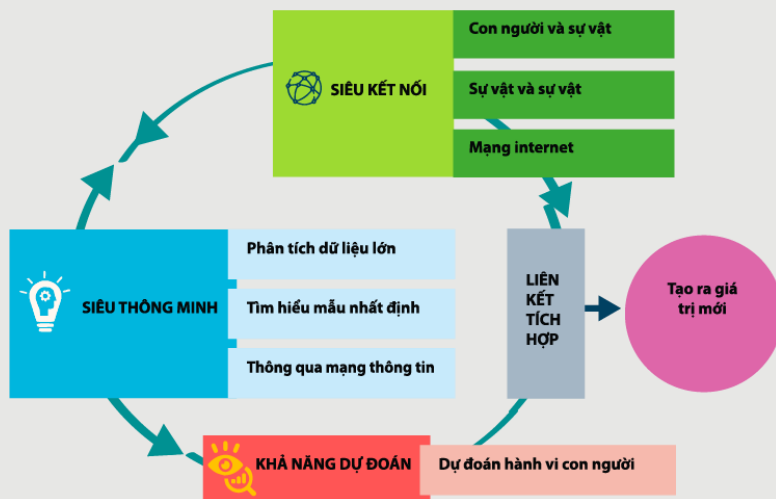 SIÊU KẾT NỐI
Con người và sự vật
Sự vật và sự vật
Mạng internet
SIÊU THÔNG MINH
Phân tích dữ liệu lớn
Tìm hiểu mẫu nhất định
Thông qua mạng thông tin
LIÊN
KẾT
TÍCH
HỢP
Tạo ra giá
trị mới
KHẢ NĂNG DỰ ĐOÁN
Dự đoán hành vi con người